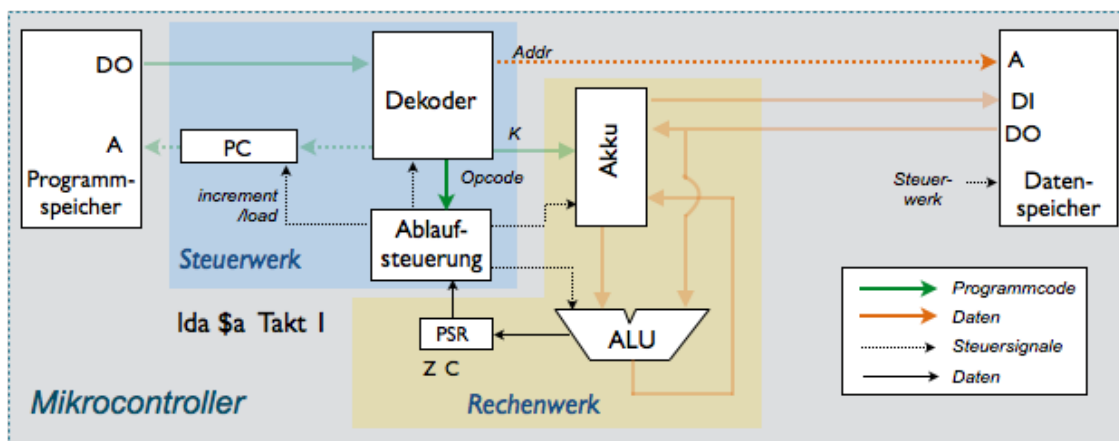 DO
A
Programm-
speicher
PC
increment
/load
Dekoder
Opcode
K
Addr
Ablauf-
steuerung
Steuerwerk
Akku
A
DI
DO
Daten-
speicher
Steuer-
werk
lda $a Takt 1
PSR
Z C
ALU
Rechenwerk
Mikrocontroller
Programmcode
Daten
Steuersignale
Daten